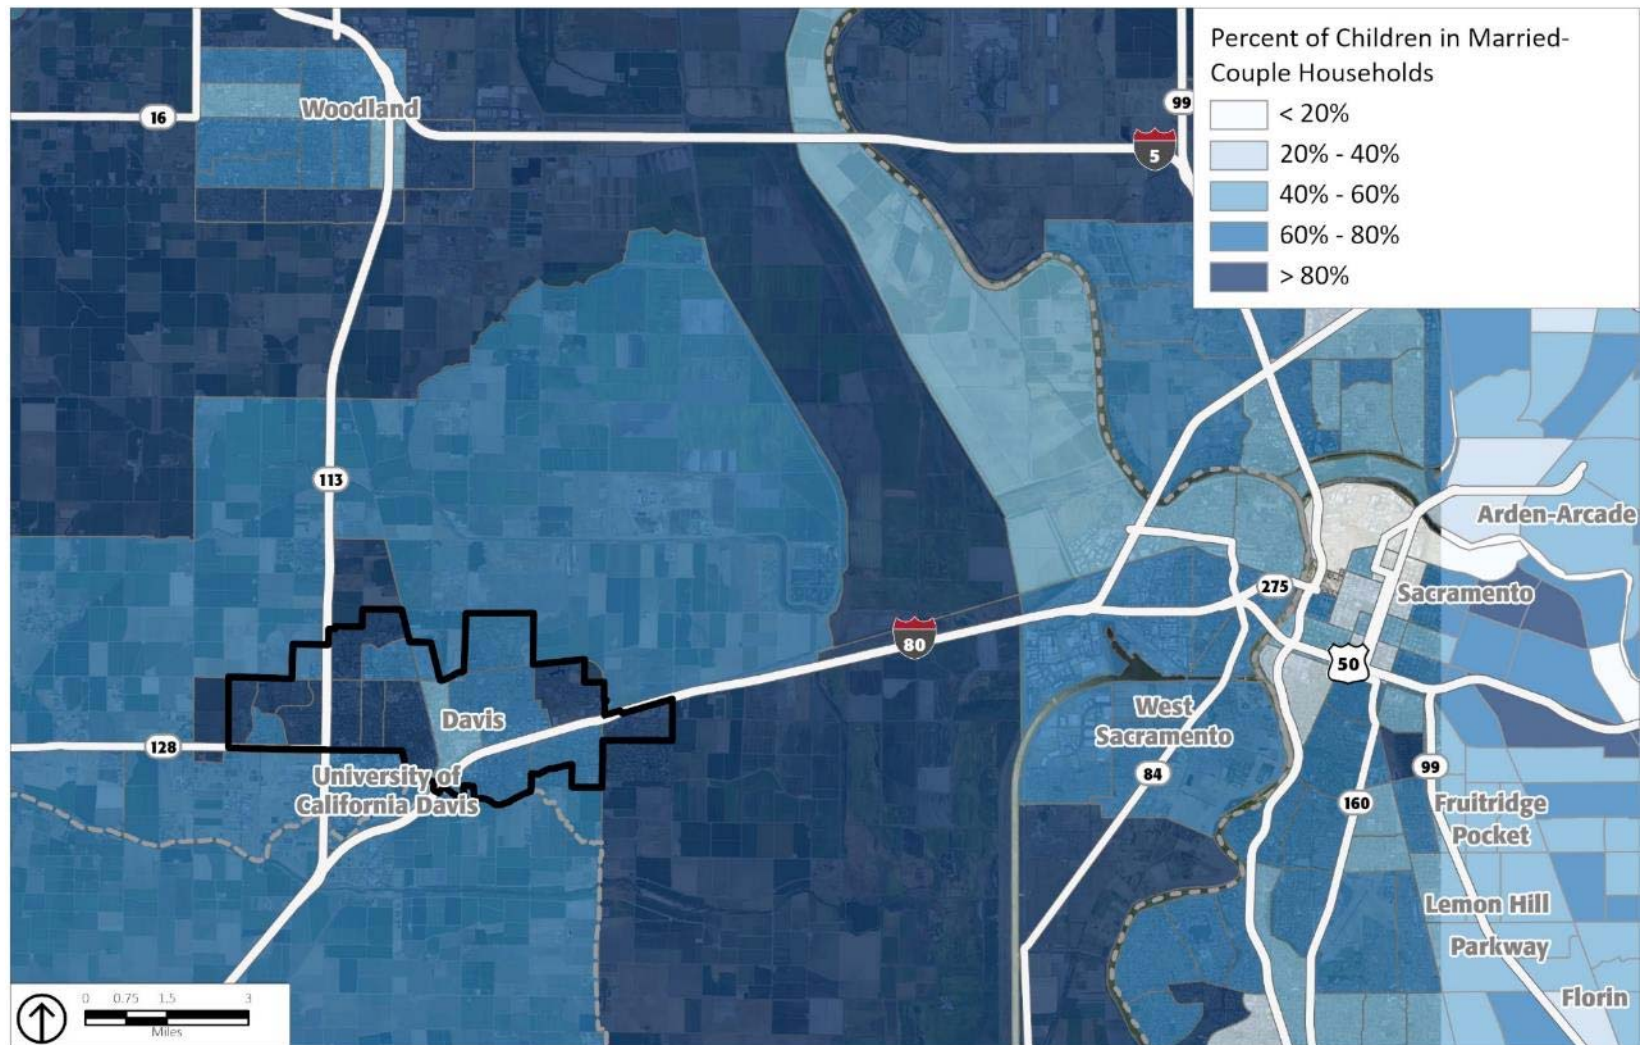 Percent of Children in Married-
Couple Households
< 20%
20% - 40%
40% - 60%
60% - 80%
> 80%
Woodland
16
99
5
113
Arden-Arcade
275
Sacramento
80
50
Davis
West
Sacramento
128
University of
California Davis
84
99
160
Fruitridge
Pocket
Lemon Hill
Parkway
Florin
0 0.75 1.5 3
Miles